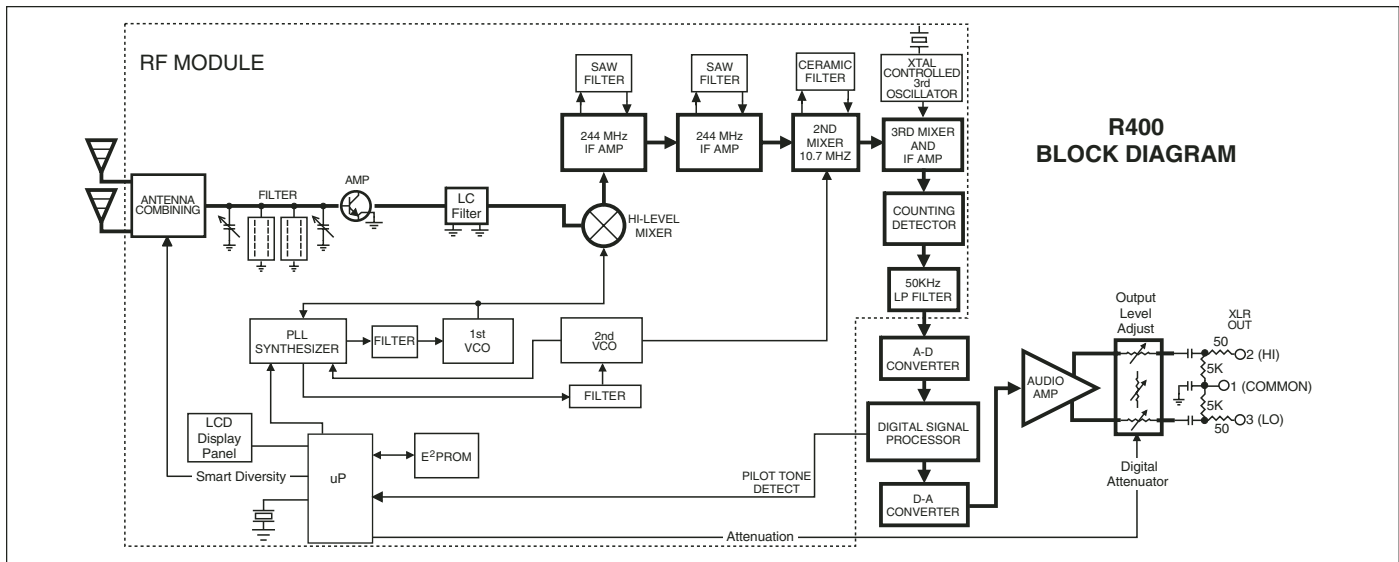 RF MODULE
R400
BLOCK DIAGRAM
SAW
FILTER
SAW
FILTER
CERAMIC
FILTER
XTAL
CONTROLLED
3rd
OSCILLATOR
244 MHz
IF AMP
244 MHz
IF AMP
2ND
MIXER
10.7 MHZ
3RD MIXER
AND
IF AMP
ANTENNA
COMBINING
FILTER
AMP
LC
Filter
HI-LEVEL
MIXER
COUNTING
DETECTOR
50KHz
LP FILTER
PLL
SYNTHESIZER
FILTER
1st
VCO
2nd
VCO
FILTER
A-D
CONVERTER
AUDIO
AMP
Output
Level
Adjust
XLR
OUT
50
2 (HI)
5K
1 (COMMON)
5K
3 (LO)
50
LCD
Display
Panel
uP
E²PROM
DIGITAL SIGNAL
PROCESSOR
Smart Diversity
PILOT TONE
DETECT
D-A
CONVERTER
Digital
Attenuator
Attenuation